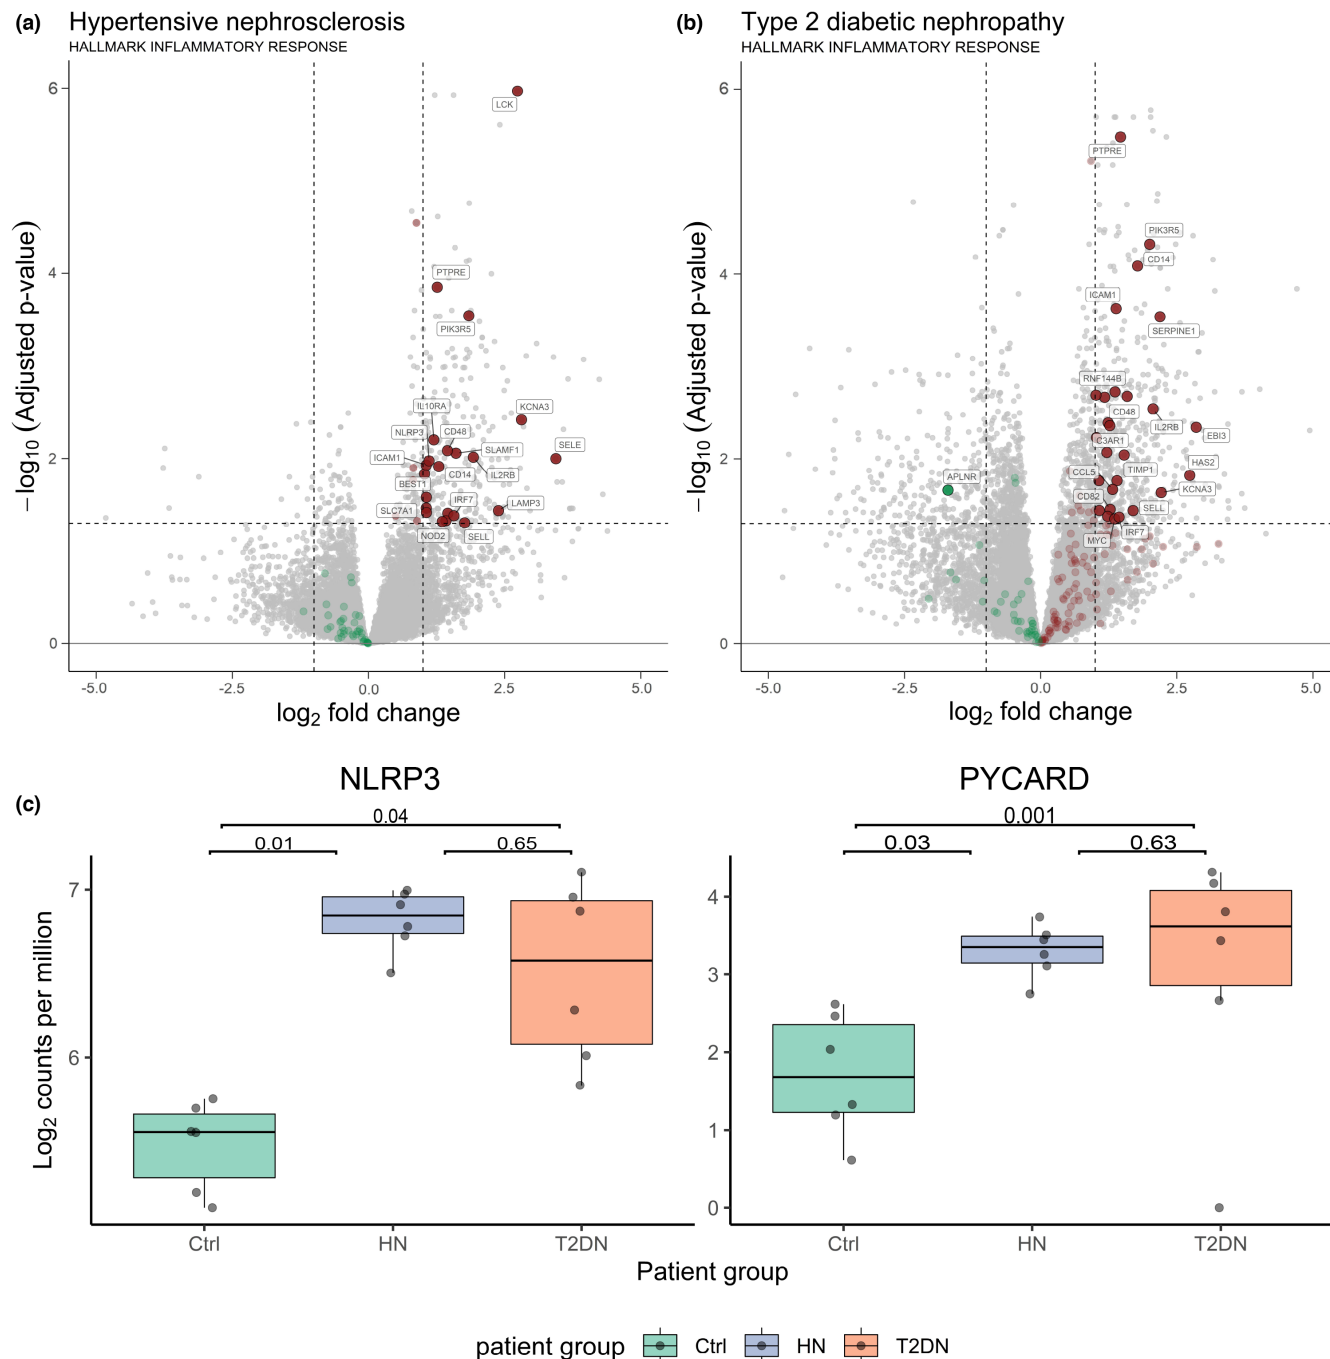 (a) Hypertensive nephrosclerosis
HALLMARK INFLAMMATORY RESPONSE
−log10 (Adjusted p-value)
6
4
2
0
LCK
PTPRE
PIK3R5
KCNA3
IL10RA
NLRP3
CD48
SLAMF1
SELE
ICAM1
CD14
IL2RB
BEST1
IRF7
LAMP3
SLC7A1
NOD2
SELL
-5.0 -2.5 0.0 2.5 5.0
log2 fold change
(b) Type 2 diabetic nephropathy
HALLMARK INFLAMMATORY RESPONSE
−log10 (Adjusted p-value)
6
4
2
0
PTPRE
PIK3R5
CD14
ICAM1
SERPINE1
RNF144B
CD48
IL2RB
EBI3
C3AR1
HAS2
APLNR
CCL5
TIMP1
KCNA3
CD82
SELL
MYC
IRF7
-5.0 -2.5 0.0 2.5 5.0
log2 fold change
(c) NLRP3
0.04
0.01 0.65
Log2 counts per million
7
6
Ctrl HN T2DN
PYCARD
0.001
0.03 0.63
4
3
2
1
0
Ctrl HN T2DN
Patient group
patient group Ctrl HN T2DN